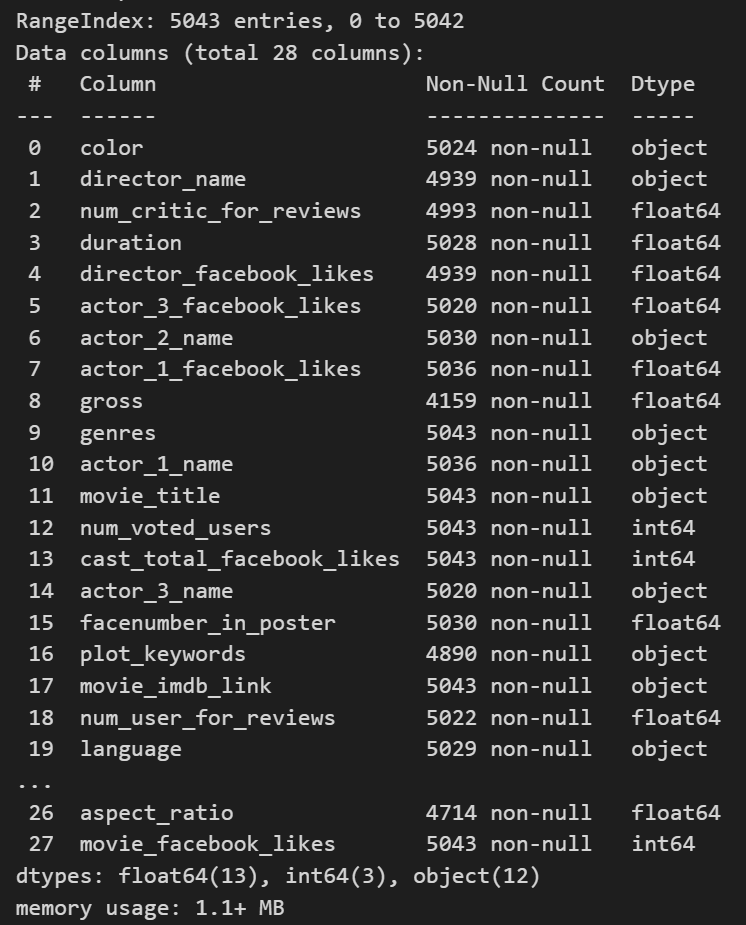 RangeIndex: 5043 entries, 0 to 5042
Data columns (total 28 columns):
 #   Column                     Non-Null Count  Dtype
---  ------                     --------------  -----
 0   color                      5024 non-null   object
 1   director_name              4939 non-null   object
 2   num_critic_for_reviews     4993 non-null   float64
 3   duration                   5028 non-null   float64
 4   director_facebook_likes    4939 non-null   float64
 5   actor_3_facebook_likes     5020 non-null   float64
 6   actor_2_name               5030 non-null   object
 7   actor_1_facebook_likes     5036 non-null   float64
 8   gross                      4159 non-null   float64
 9   genres                     5043 non-null   object
 10  actor_1_name               5036 non-null   object
 11  movie_title                5043 non-null   object
 12  num_voted_users            5043 non-null   int64
 13  cast_total_facebook_likes  5043 non-null   int64
 14  actor_3_name               5020 non-null   object
 15  facenumber_in_poster       5030 non-null   float64
 16  plot_keywords              4890 non-null   object
 17  movie_imdb_link            5043 non-null   object
 18  num_user_for_reviews       5022 non-null   float64
 19  language                   5029 non-null   object
...
 26  aspect_ratio               4714 non-null   float64
 27  movie_facebook_likes       5043 non-null   int64
dtypes: float64(13), int64(3), object(12)
memory usage: 1.1+ MB